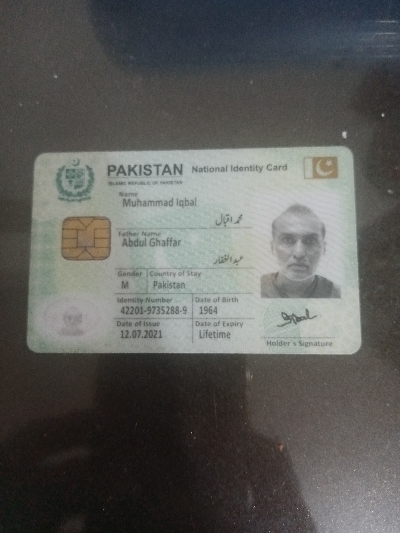 PAKISTAN National Identity Card
ISLAMIC REPUBLIC OF PAKISTAN
Name
Muhammad Iqbal
محمد اقبال
Father Name
Abdul Ghaffar
عبدالغفار
Gender Country of Stay
M Pakistan
Identity Number Date of Birth
42201-9735288-9 1964
Date of Issue Date of Expiry
12.07.2021 Lifetime
Holder's Signature